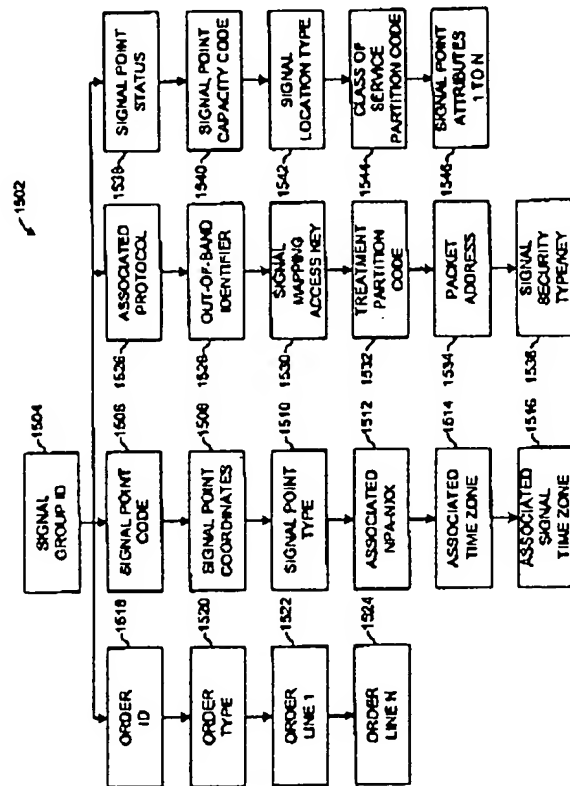 1502
1504
SIGNAL
GROUP ID
1518
ORDER
ID
1520
ORDER
TYPE
1522
ORDER
LINE 1
1524
ORDER
LINE N
1506
SIGNAL POINT
CODE
1508
SIGNAL POINT
COORDINATES
1510
SIGNAL POINT
TYPE
1512
ASSOCIATED
NPA-NXX
1514
ASSOCIATED
TIME ZONE
1516
ASSOCIATED
SIGNAL
TIME ZONE
1526
ASSOCIATED
PROTOCOL
1528
OUT-OF-BAND
IDENTIFIER
1530
SIGNAL
MAPPING
ACCESS KEY
1532
TREATMENT
PARTITION
CODE
1534
PACKET
ADDRESS
1536
SIGNAL
SECURITY
TYPE/KEY
1538
SIGNAL POINT
STATUS
1540
SIGNAL POINT
CAPACITY CODE
1542
SIGNAL
LOCATION TYPE
1544
CLASS OF
SERVICE
PARTITION CODE
1546
SIGNAL POINT
ATTRIBUTES
1 TO N